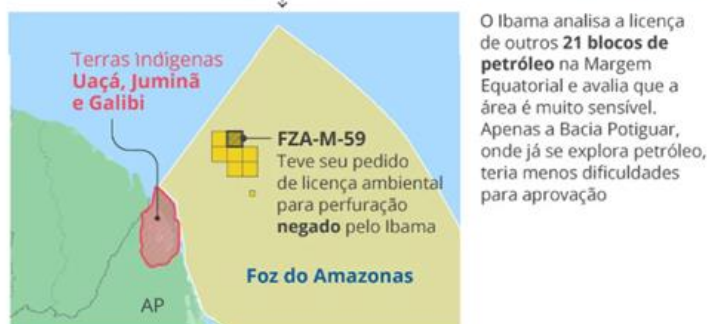 Terras Indígenas
Uaçá, Juminã
e Galibi
FZA-M-59
Teve seu pedido
de licença ambiental
para perfuração
negado pelo Ibama
Foz do Amazonas
AP
O Ibama analisa a licença
de outros 21 blocos de
petróleo na Margem
Equatorial e avalia que a
área é muito sensível.
Apenas a Bacia Potiguar,
onde já se explora petróleo,
teria menos dificuldades
para aprovação